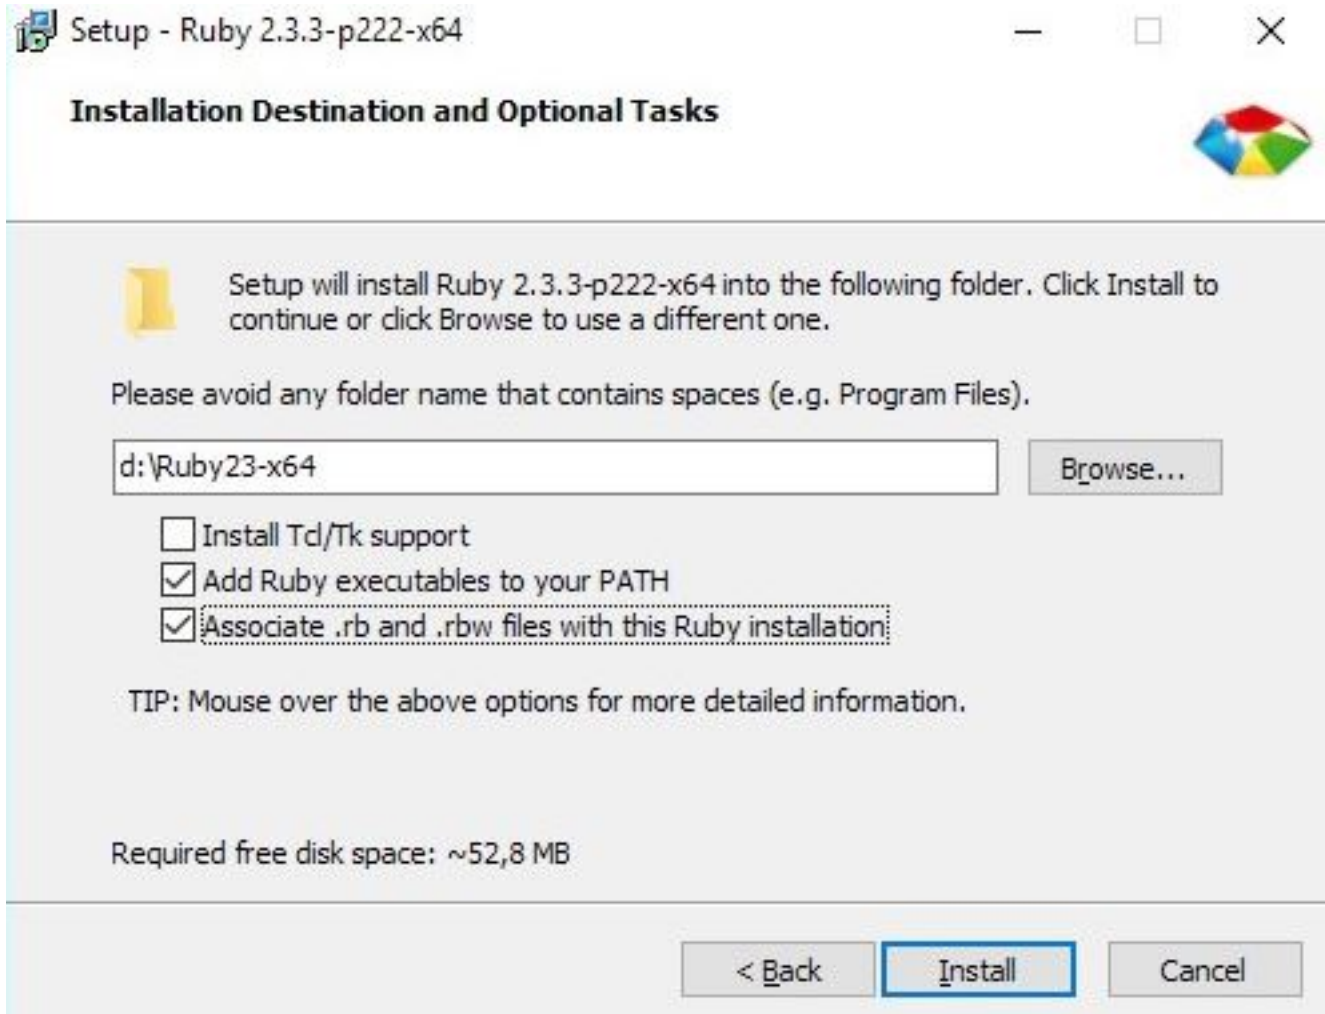 Setup - Ruby 2.3.3-p222-x64
Installation Destination and Optional Tasks
Setup will install Ruby 2.3.3-p222-x64 into the following folder. Click Install to
continue or click Browse to use a different one.
Please avoid any folder name that contains spaces (e.g. Program Files).
d:\Ruby23-x64
Browse...
Install Tcl/Tk support
Add Ruby executables to your PATH
Associate .rb and .rbw files with this Ruby installation
TIP: Mouse over the above options for more detailed information.
Required free disk space: ~52,8 MB
< Back
Install
Cancel